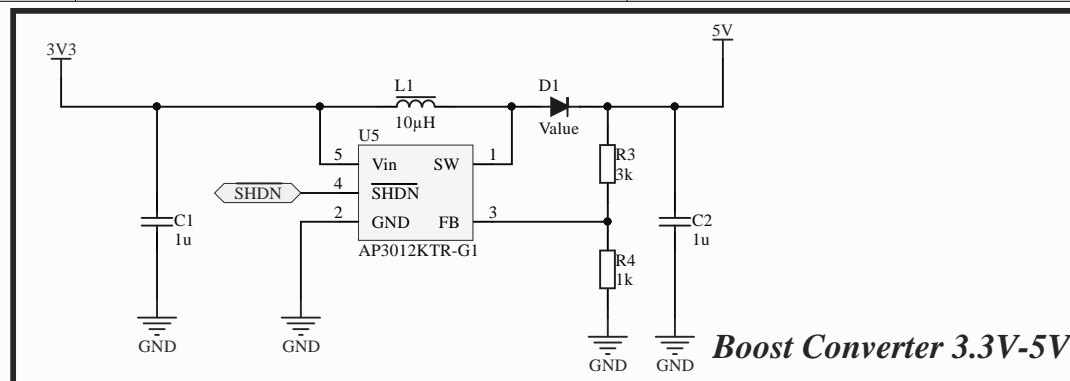 3V3
5V
L1
10µH
D1
Value
U5
5
Vin
SW
1
R3
3k
SHDN
4
SHDN
2
GND
FB
3
C1
1u
C2
1u
AP3012KTR-G1
R4
1k
GND
GND
GND
GND
Boost Converter 3.3V-5V